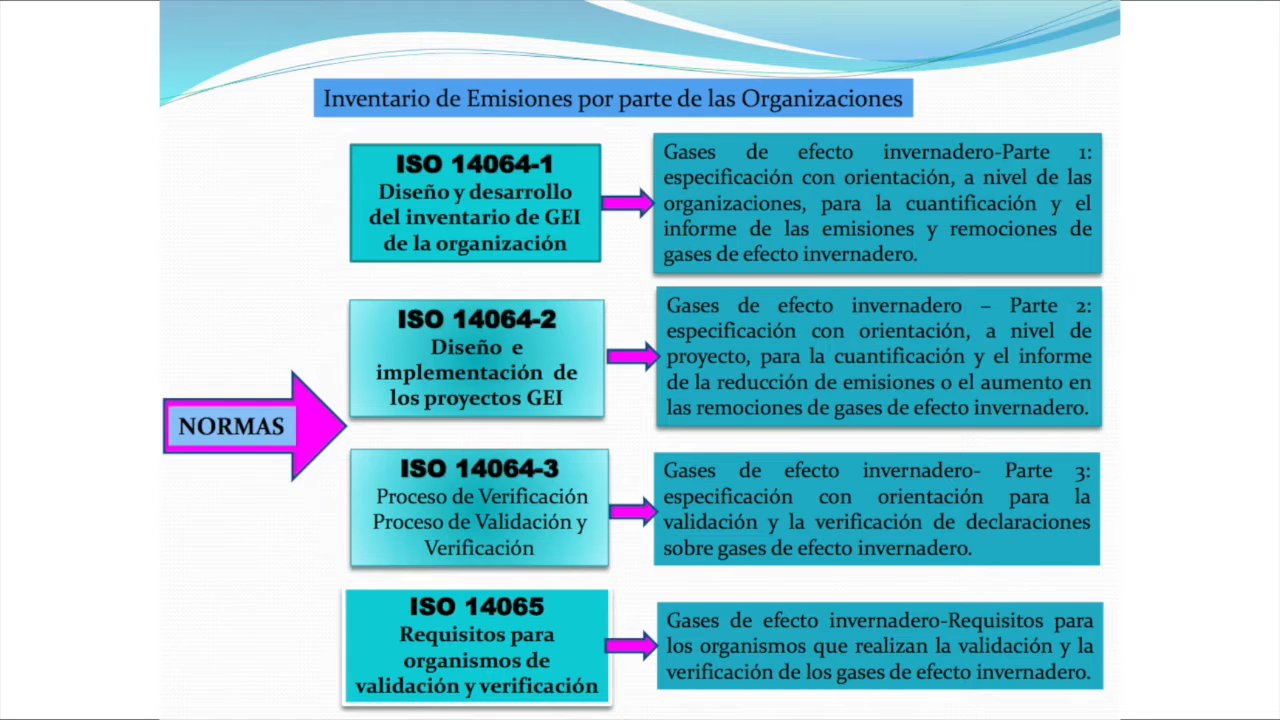 Inventario de Emisiones por parte de las Organizaciones
ISO 14064-1
Diseño y desarrollo
del inventario de GEI
de la organización
Gases de efecto invernadero-Parte 1:
especificación con orientación, a nivel de las
organizaciones, para la cuantificación y el
informe de las emisiones y remociones de
gases de efecto invernadero.
ISO 14064-2
Diseño e
implementación de
los proyectos GEI
Gases de efecto invernadero – Parte 2:
especificación con orientación, a nivel de
proyecto, para la cuantificación y el informe
de la reducción de emisiones o el aumento en
las remociones de gases de efecto invernadero.
NORMAS
ISO 14064-3
Proceso de Verificación
Proceso de Validación y
Verificación
Gases de efecto invernadero- Parte 3:
especificación con orientación para la
validación y la verificación de declaraciones
sobre gases de efecto invernadero.
ISO 14065
Requisitos para
organismos de
validación y verificación
Gases de efecto invernadero-Requisitos para
los organismos que realizan la validación y la
verificación de los gases de efecto invernadero.